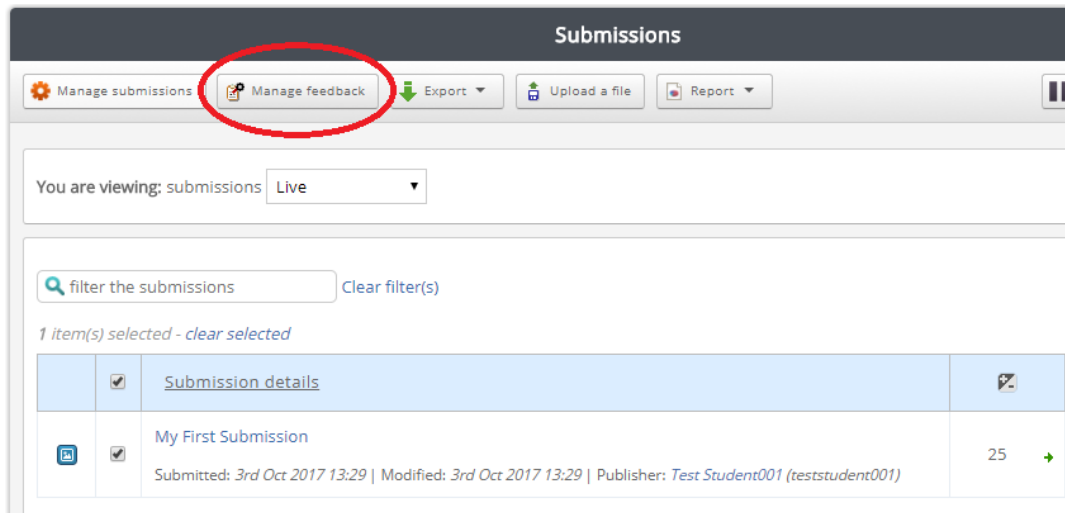 Submissions
Manage submissions Manage feedback Export Upload a file Report
You are viewing: submissions Live
filter the submissions Clear filter(s)
1 item(s) selected - clear selected
Submission details
My First Submission
25
Submitted: 3rd Oct 2017 13:29 | Modified: 3rd Oct 2017 13:29 | Publisher: Test Student001 (teststudent001)